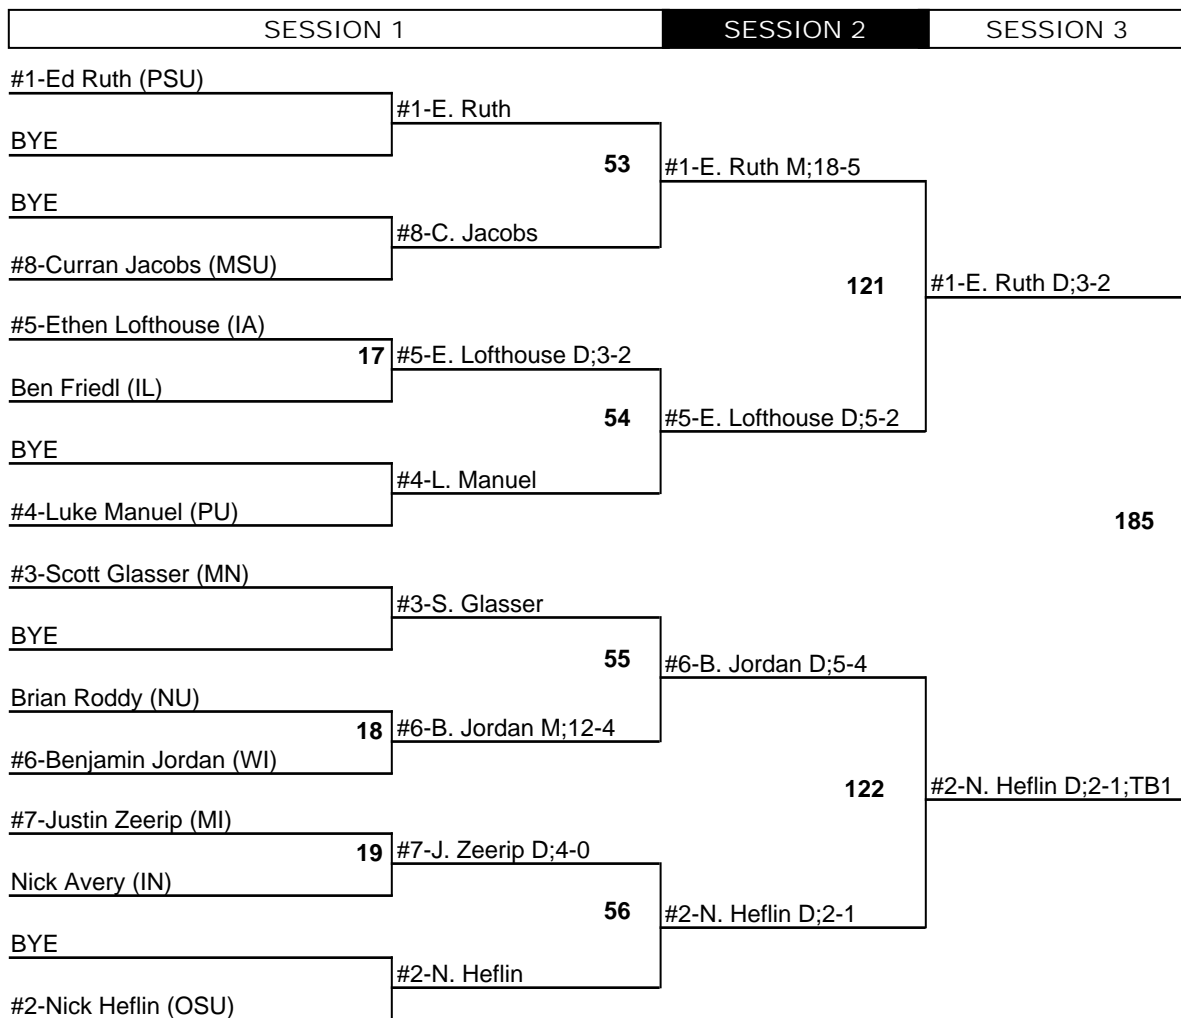 SESSION 1 SESSION 2 SESSION 3
#1-Ed Ruth (PSU)
#1-E. Ruth
BYE
53 #1-E. Ruth M;18-5
BYE
#8-C. Jacobs
#8-Curran Jacobs (MSU)
121 #1-E. Ruth D;3-2
#5-Ethen Lofthouse (IA)
17 #5-E. Lofthouse D;3-2
Ben Friedl (IL)
54 #5-E. Lofthouse D;5-2
BYE
#4-L. Manuel
#4-Luke Manuel (PU)
185
#3-Scott Glasser (MN)
#3-S. Glasser
BYE
55 #6-B. Jordan D;5-4
Brian Roddy (NU)
18 #6-B. Jordan M;12-4
#6-Benjamin Jordan (WI)
122 #2-N. Heflin D;2-1;TB1
#7-Justin Zeerip (MI)
19 #7-J. Zeerip D;4-0
Nick Avery (IN)
56 #2-N. Heflin D;2-1
BYE
#2-N. Heflin
#2-Nick Heflin (OSU)